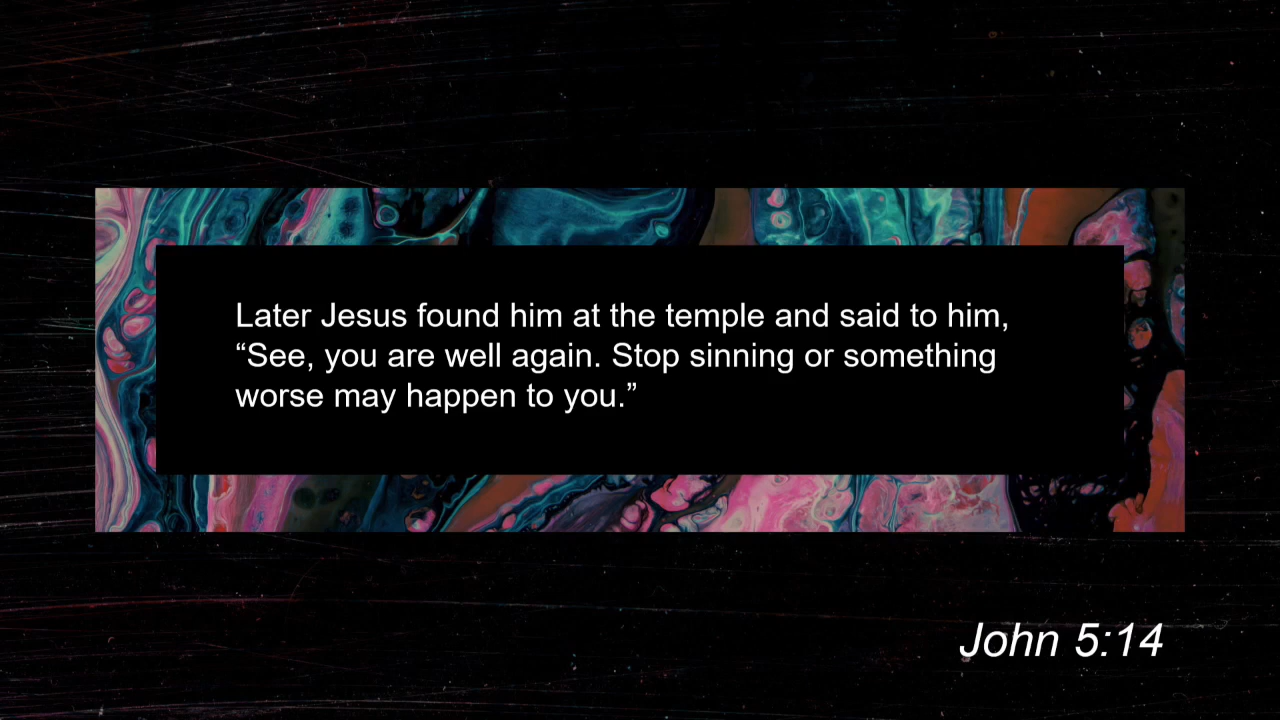 Later Jesus found him at the temple and said to him,
“See, you are well again. Stop sinning or something
worse may happen to you.”
John 5:14